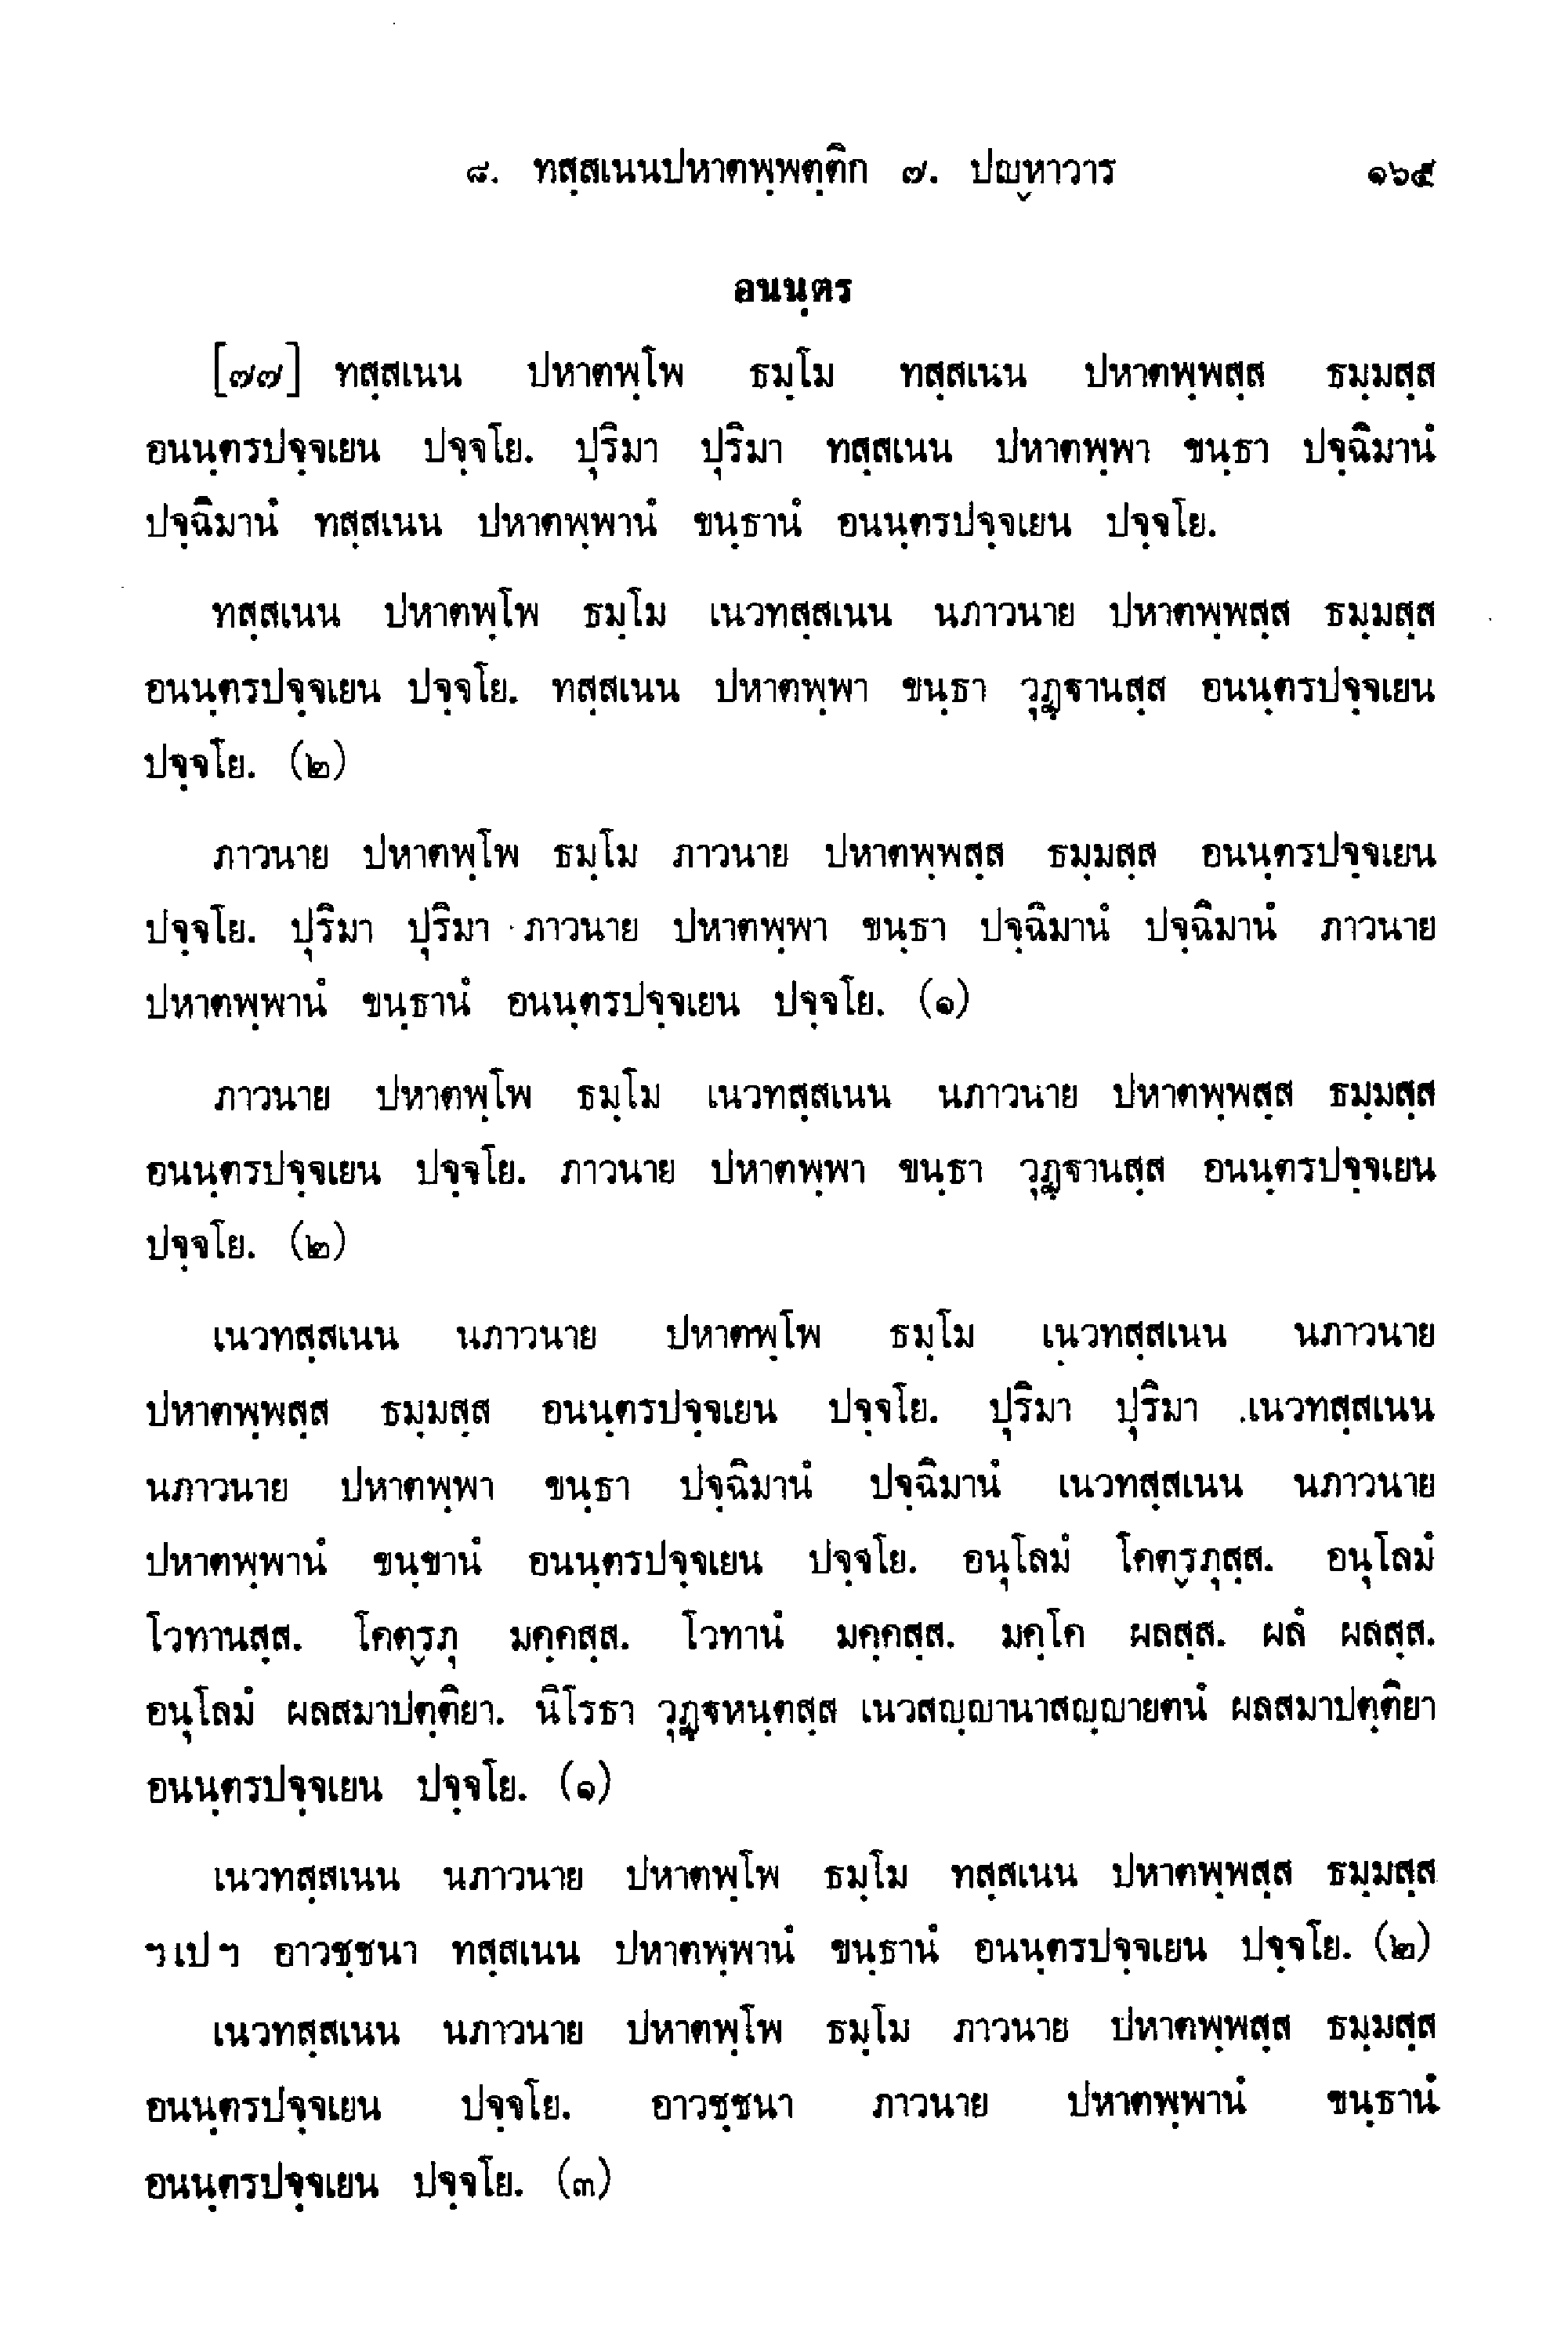 ๘. ทสฺสเนนปหาตพฺพตฺติก ๗. ปญฺหาวาร ๑๖๕
อนนฺตร
[๗๗] ทสฺสเนน ปหาตพฺโพ ธมฺโม ทสฺสเนน ปหาตพฺพสฺส ธมฺมสฺส
อนนฺตรปจฺจเยน ปจฺจโย. ปุริมา ปุริมา ทสฺสเนน ปหาตพฺพา ขนฺธา ปจฺฉิมานํ
ปจฺฉิมานํ ทสฺสเนน ปหาตพฺพานํ ขนฺธานํ อนนฺตรปจฺจเยน ปจฺจโย.
ทสฺสเนน ปหาตพฺโพ ธมฺโม เนวทสฺสเนน นภาวนาย ปหาตพฺพสฺส ธมฺมสฺส
อนนฺตรปจฺจเยน ปจฺจโย. ทสฺสเนน ปหาตพฺพา ขนฺธา วุฏฺฐานสฺส อนนฺตรปจฺจเยน
ปจฺจโย. (๒)
ภาวนาย ปหาตพฺโพ ธมฺโม ภาวนาย ปหาตพฺพสฺส ธมฺมสฺส อนนฺตรปจฺจเยน
ปจฺจโย. ปุริมา ปุริมา ภาวนาย ปหาตพฺพา ขนฺธา ปจฺฉิมานํ ปจฺฉิมานํ ภาวนาย
ปหาตพฺพานํ ขนฺธานํ อนนฺตรปจฺจเยน ปจฺจโย. (๑)
ภาวนาย ปหาตพฺโพ ธมฺโม เนวทสฺสเนน นภาวนาย ปหาตพฺพสฺส ธมฺมสฺส
อนนฺตรปจฺจเยน ปจฺจโย. ภาวนาย ปหาตพฺพา ขนฺธา วุฏฺฐานสฺส อนนฺตรปจฺจเยน
ปจฺจโย. (๒)
เนวทสฺสเนน นภาวนาย ปหาตพฺโพ ธมฺโม เนฺวทสฺสเนน นภาวนาย
ปหาตพฺพสฺส ธมฺมสฺส อนนฺตรปจฺจเยน ปจฺจโย. ปุริมา ปุริมา เนวทสฺสเนน
นภาวนาย ปหาตพฺพา ขนฺธา ปจฺฉิมานํ ปจฺฉิมานํ เนวทสฺสเนน นภาวนาย
ปหาตพฺพานํ ขนฺขานํ อนนฺตรปจฺจเยน ปจฺจโย. อนุโลมํ โคตฺรภุสฺส. อนุโลมํ
โวทานสฺส. โคตฺรภุ มคฺคสฺส. โวทานํ มคฺคสฺส. มคฺโค ผลสฺส. ผลํ ผลสฺส.
อนุโลมํ ผลสมาปตฺติยา. นิโรธา วุฏฺฐหนฺตสฺส เนวสญฺญานาสญฺญายตนํ ผลสมาปตฺติยา
อนนฺตรปจฺจเยน ปจฺจโย. (๑)
เนวทสฺสเนน นภาวนาย ปหาตพฺโพ ธมฺโม ทสฺสเนน ปหาตพฺพสฺส ธมฺมสฺส
ฯเปฯ อาวชฺชนา ทสฺสเนน ปหาตพฺพานํ ขนฺธานํ อนนฺตรปจฺจเยน ปจฺจโย. (๒)
เนวทสฺสเนน นภาวนาย ปหาตพฺโพ ธมฺโม ภาวนาย ปหาตพฺพสฺส ธมฺมสฺส
อนนฺตรปจฺจเยน ปจฺจโย. อาวชฺชนา ภาวนาย ปหาตพฺพานํ ขนฺธานํ
อนนฺตรปจฺจเยน ปจฺจโย. (๓)